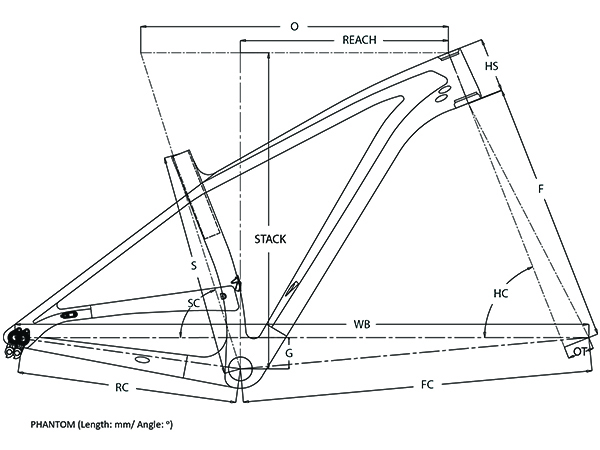 O
REACH
HS
F
STACK
S
SC
HC
WB
G
OT
RC
FC
PHANTOM (Length: mm/ Angle: °)